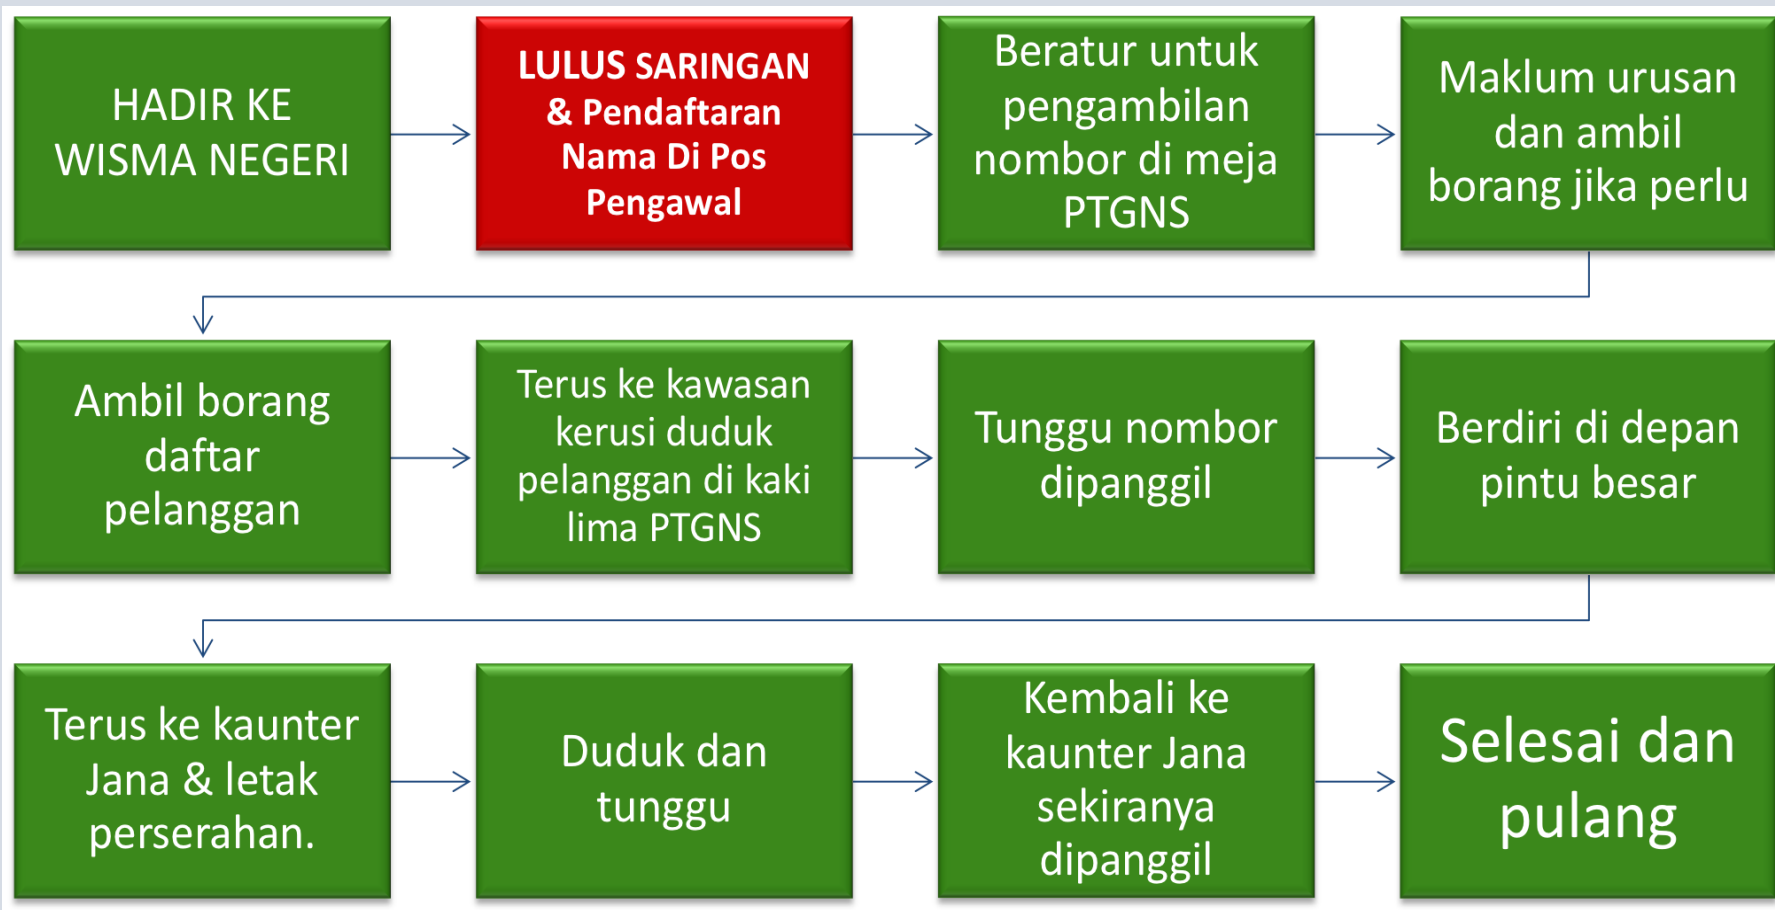 HADIR KE
WISMA NEGERI
LULUS SARINGAN
& Pendaftaran
Nama Di Pos
Pengawal
Beratur untuk
pengambilan
nombor di meja
PTGNS
Maklum urusan
dan ambil
borang jika perlu
Ambil borang
daftar
pelanggan
Terus ke kawasan
kerusi duduk
pelanggan di kaki
lima PTGNS
Tunggu nombor
dipanggil
Berdiri di depan
pintu besar
Terus ke kaunter
Jana & letak
perserahan.
Duduk dan
tunggu
Kembali ke
kaunter Jana
sekiranya
dipanggil
Selesai dan
pulang